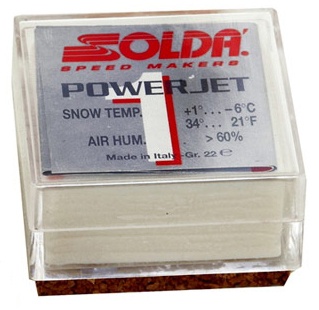 SOLDA'.
SPEED MAKERS
POWERJET
1
SNOW TEMP. +1°...-6°C
34°... 21°F
AIR HUM. ... > 60%
Made in Italy-Gr. 22 e